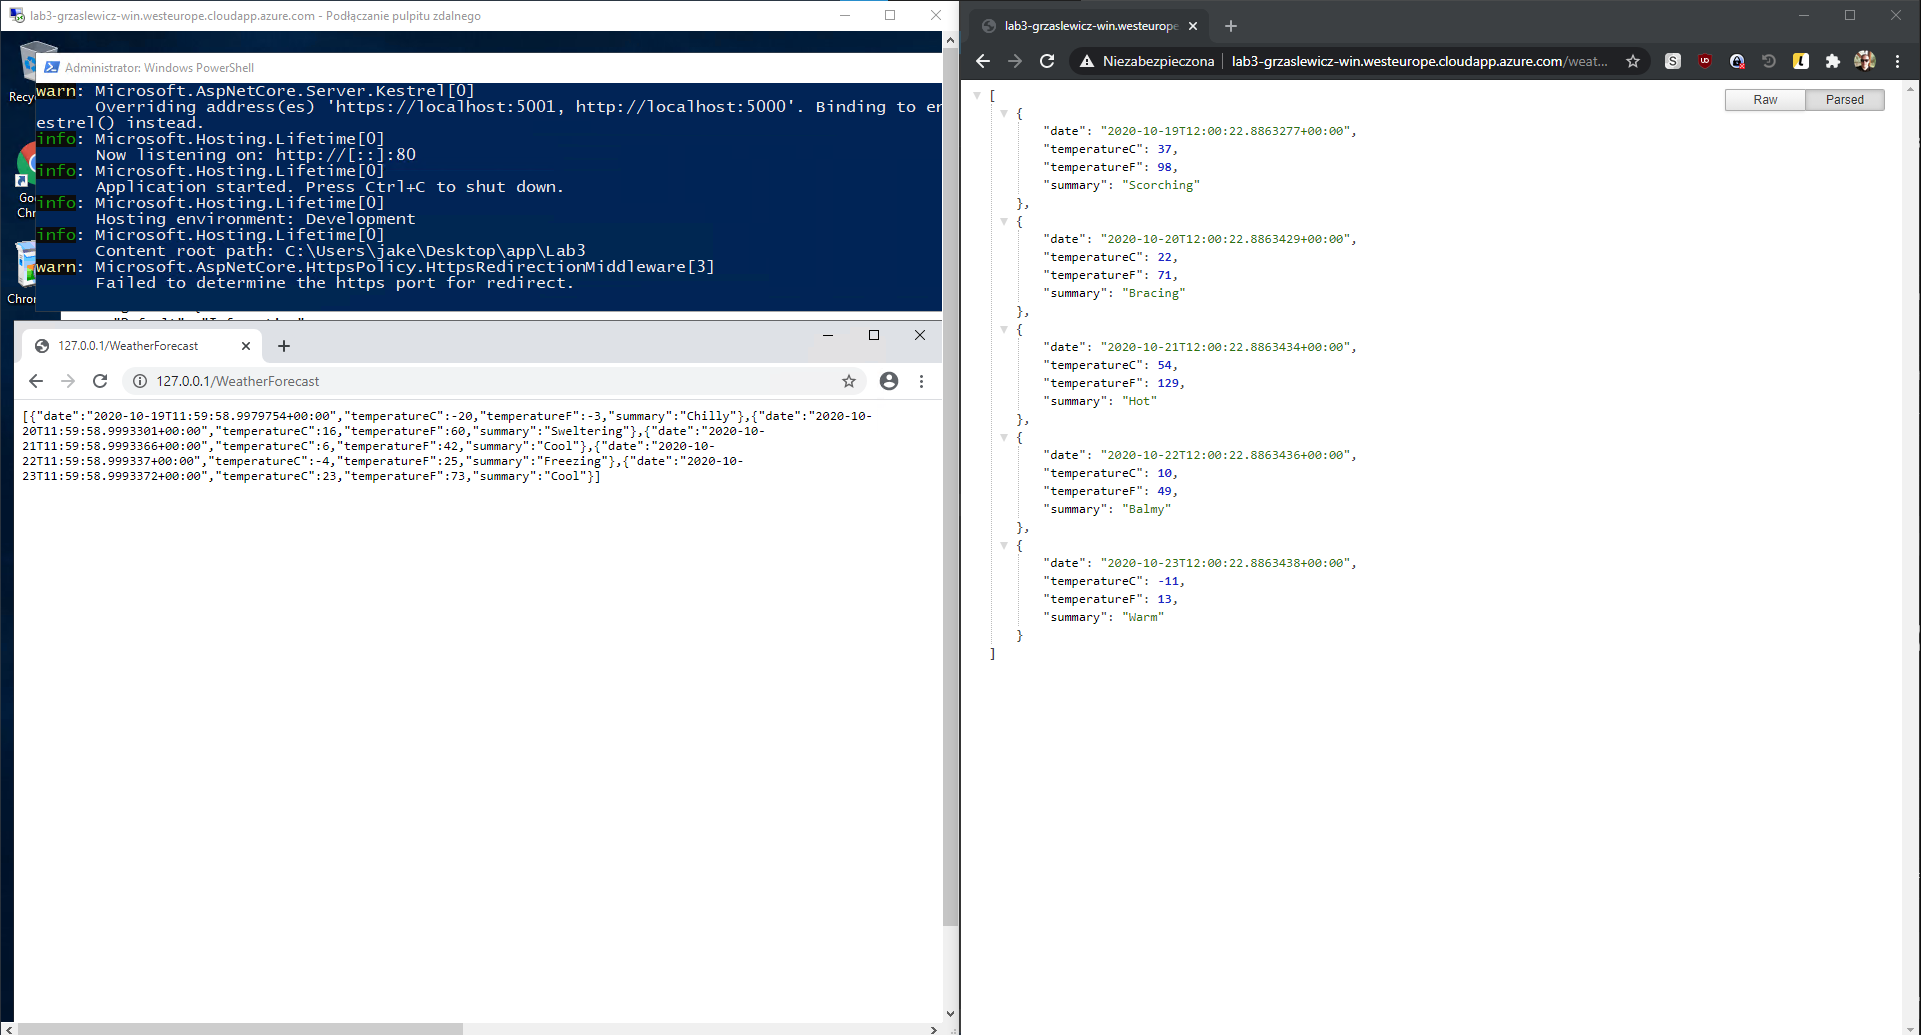 lab3-grzaslewicz-win.westeurope.cloudapp.azure.com - Podłączanie pulpitu zdalnego
Administrator: Windows PowerShell
warn: Microsoft.AspNetCore.Server.Kestrel[0]
Overriding address(es) 'https://localhost:5001, http://localhost:5000'. Binding to en
estrel() instead.
info: Microsoft.Hosting.Lifetime[0]
Now listening on: http://[::]:80
info: Microsoft.Hosting.Lifetime[0]
Application started. Press Ctrl+C to shut down.
info: Microsoft.Hosting.Lifetime[0]
Hosting environment: Development
info: Microsoft.Hosting.Lifetime[0]
Content root path: C:\Users\jake\Desktop\app\Lab3
warn: Microsoft.AspNetCore.HttpsPolicy.HttpsRedirectionMiddleware[3]
Failed to determine the https port for redirect.
Recy
Goo
Chr
Chron
127.0.0.1/WeatherForecast
127.0.0.1/WeatherForecast
[{"date":"2020-10-19T11:59:58.9979754+00:00","temperatureC":-20,"temperatureF":-3,"summary":"Chilly"},{"date":"2020-10-
20T11:59:58.9993301+00:00","temperatureC":16,"temperatureF":60,"summary":"Sweltering"},{"date":"2020-10-
21T11:59:58.9993366+00:00","temperatureC":6,"temperatureF":42,"summary":"Cool"},{"date":"2020-10-
22T11:59:58.999337+00:00","temperatureC":-4,"temperatureF":25,"summary":"Freezing"},{"date":"2020-10-
23T11:59:58.9993372+00:00","temperatureC":23,"temperatureF":73,"summary":"Cool"}]
lab3-grzaslewicz-win.westeurope
Niezabezpieczona | lab3-grzaslewicz-win.westeurope.cloudapp.azure.com/weat...
Raw Parsed
[
{
"date": "2020-10-19T12:00:22.8863277+00:00",
"temperatureC": 37,
"temperatureF": 98,
"summary": "Scorching"
},
{
"date": "2020-10-20T12:00:22.8863429+00:00",
"temperatureC": 22,
"temperatureF": 71,
"summary": "Bracing"
},
{
"date": "2020-10-21T12:00:22.8863434+00:00",
"temperatureC": 54,
"temperatureF": 129,
"summary": "Hot"
},
{
"date": "2020-10-22T12:00:22.8863436+00:00",
"temperatureC": 10,
"temperatureF": 49,
"summary": "Balmy"
},
{
"date": "2020-10-23T12:00:22.8863438+00:00",
"temperatureC": -11,
"temperatureF": 13,
"summary": "Warm"
}
]